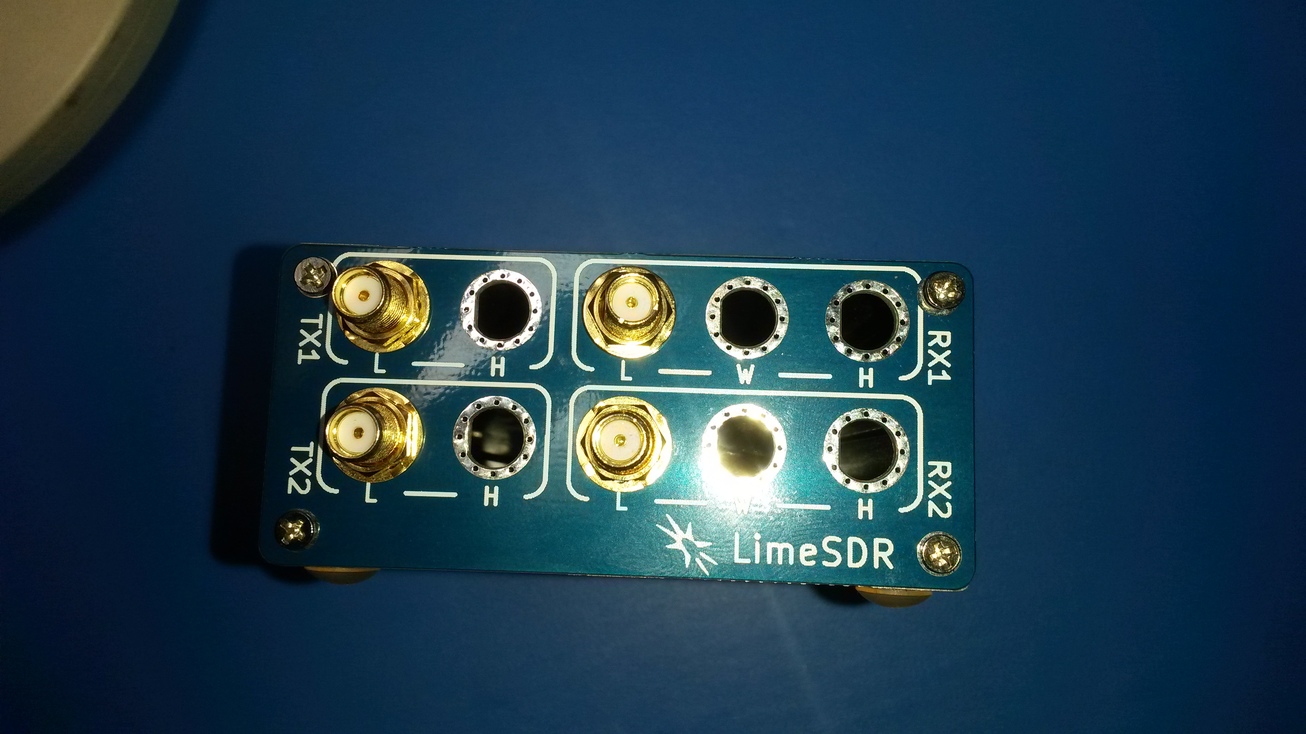 TX1
L — H
L — W — H
RX1
TX2
L — H
L — W — H
RX2
LimeSDR